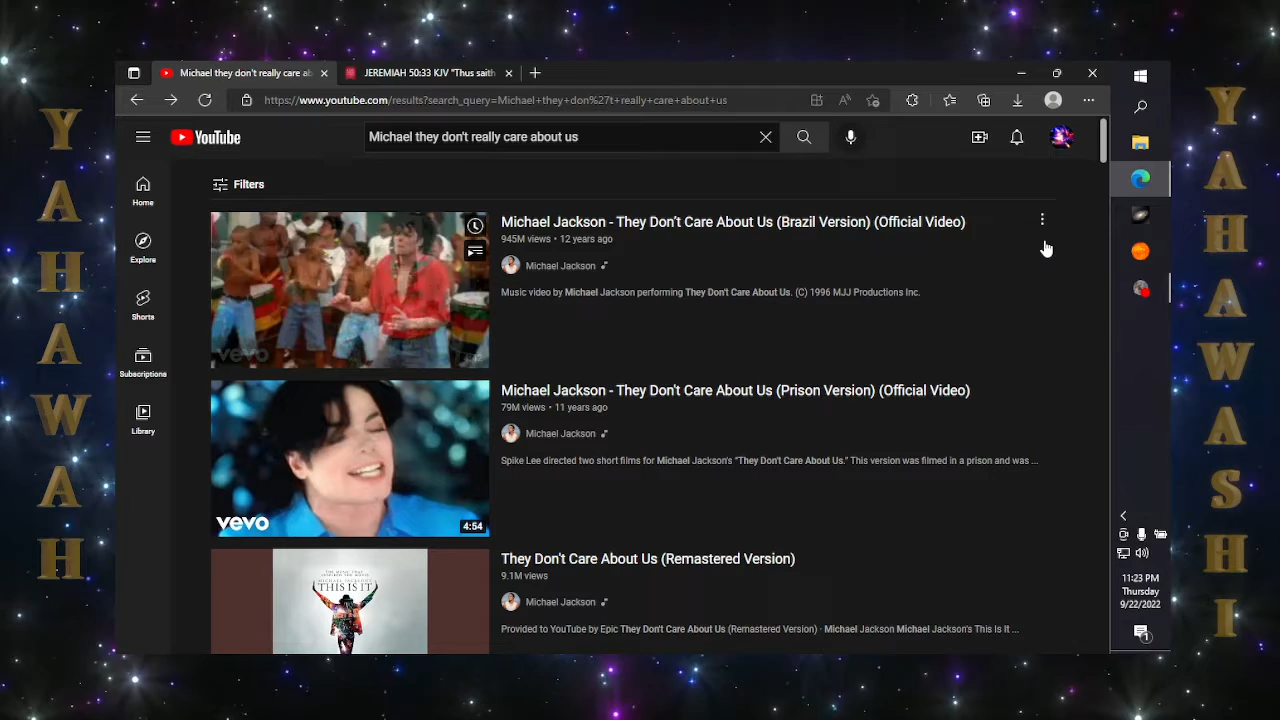 YAHAWAH
Michael they don't really care ab
JEREMIAH 50:33 KJV "Thus saith
https://www.youtube.com/results?search_query=Michael+they+don%27t+really+care+about+us
YouTube
Michael they don't really care about us
Filters
Home
Explore
Shorts
Subscriptions
Library
Michael Jackson - They Don't Care About Us (Brazil Version) (Official Video)
945M views • 12 years ago
Michael Jackson
Music video by Michael Jackson performing They Don't Care About Us. (C) 1996 MJJ Productions Inc.
vevo
Michael Jackson - They Don't Care About Us (Prison Version) (Official Video)
79M views • 11 years ago
Michael Jackson
Spike Lee directed two short films for Michael Jackson's "They Don't Care About Us." This version was filmed in a prison and was ...
vevo
4:54
They Don't Care About Us (Remastered Version)
9.1M views
Michael Jackson
Provided to YouTube by Epic They Don't Care About Us (Remastered Version) · Michael Jackson Michael Jackson's This Is It ...
THIS IS IT
11:23 PM
Thursday
9/22/2022
1
YAHAWASHI